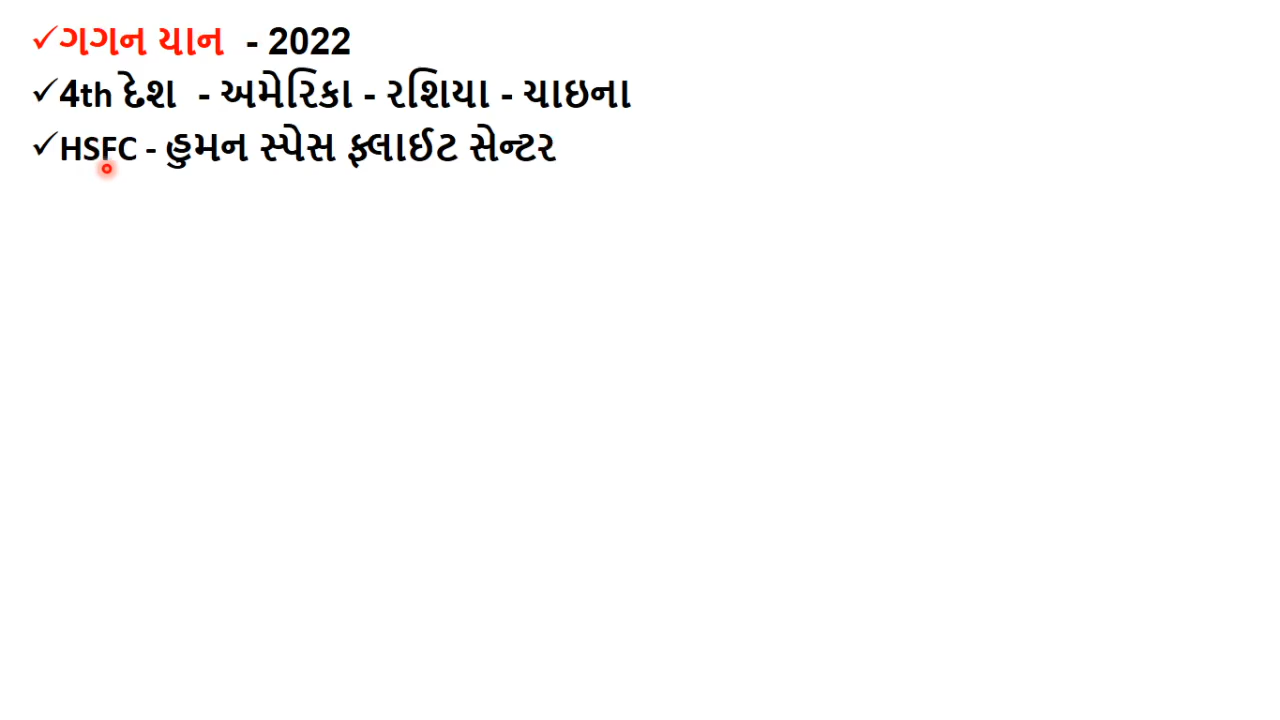 ✓ગગન યાન - 2022
✓4th દેશ - અમેરિકા - રશિયા - ચાઇના
✓HSFC - હુમન સ્પેસ ફ્લાઈટ સેન્ટર